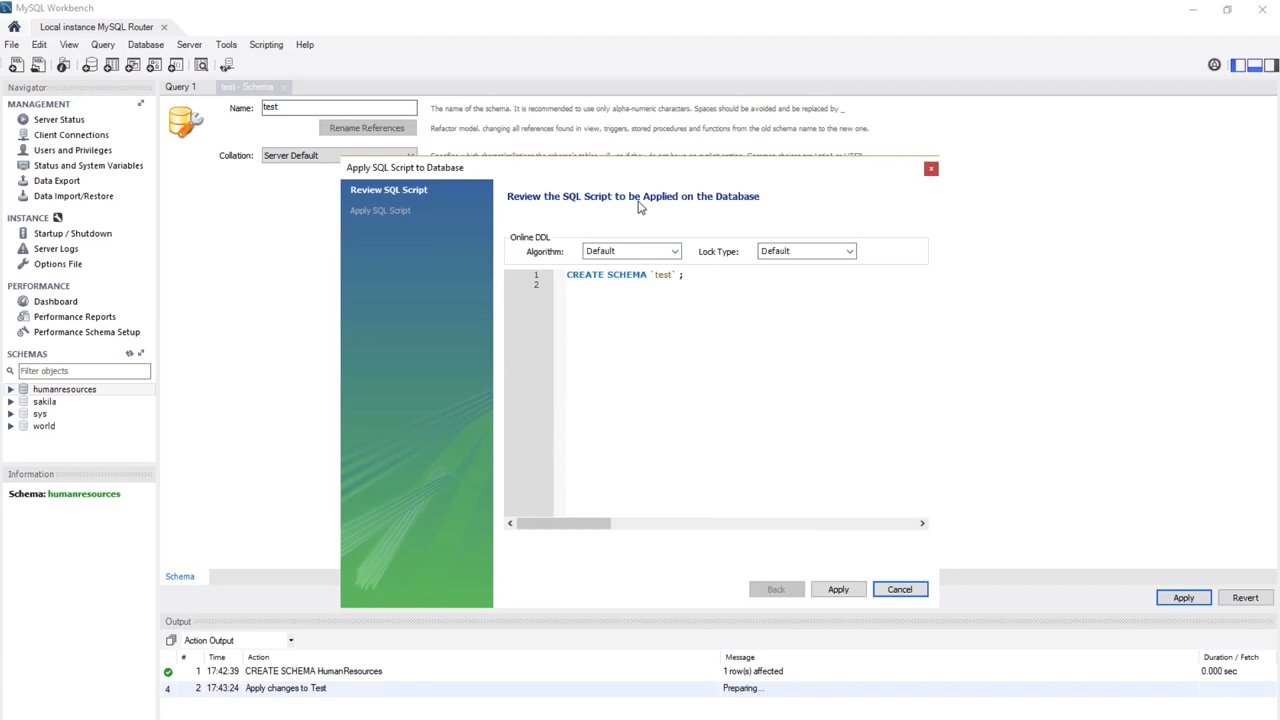 MySQL Workbench
Local instance MySQL Router
File Edit View Query Database Server Tools Scripting Help
Navigator
MANAGEMENT
Server Status
Client Connections
Users and Privileges
Status and System Variables
Data Export
Data Import/Restore
INSTANCE
Startup / Shutdown
Server Logs
Options File
PERFORMANCE
Dashboard
Performance Reports
Performance Schema Setup
SCHEMAS
Filter objects
humanresources
sakila
sys
world
Information
Schema: humanresources
Query 1 test - Schema
Name: test The name of the schema. It is recommended to use only alpha-numeric characters. Spaces should be avoided and be replaced by _
Rename References Refactor model, changing all references found in view, triggers, stored procedures and functions from the old schema name to the new one.
Collation: Server Default
Apply SQL Script to Database
Review SQL Script
Apply SQL Script
Review the SQL Script to be Applied on the Database
Online DDL
Algorithm: Default Lock Type: Default
1 CREATE SCHEMA `test` ;
2
Back Apply Cancel
Schema
Apply Revert
Output
Action Output
# Time Action Message Duration / Fetch
1 17:42:39 CREATE SCHEMA HumanResources 1 row(s) affected 0.000 sec
4 2 17:43:24 Apply changes to Test Preparing...